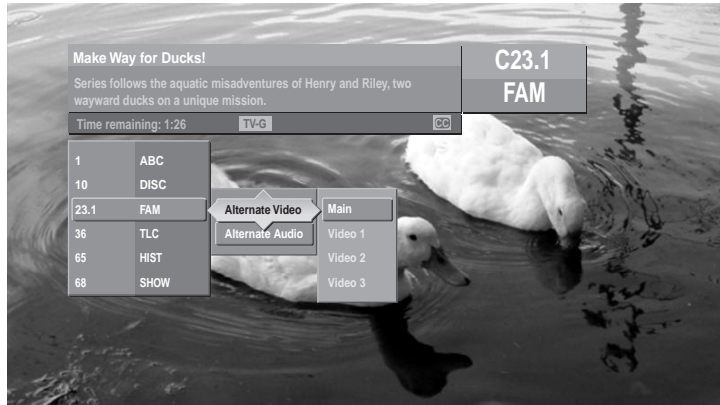 Make Way for Ducks!
Series follows the aquatic misadventures of Henry and Riley, two
wayward ducks on a unique mission.
Time remaining: 1:26 TV-G CC
C23.1
FAM
1 ABC
10 DISC
23.1 FAM
36 TLC
65 HIST
68 SHOW
Alternate Video
Alternate Audio
Main
Video 1
Video 2
Video 3